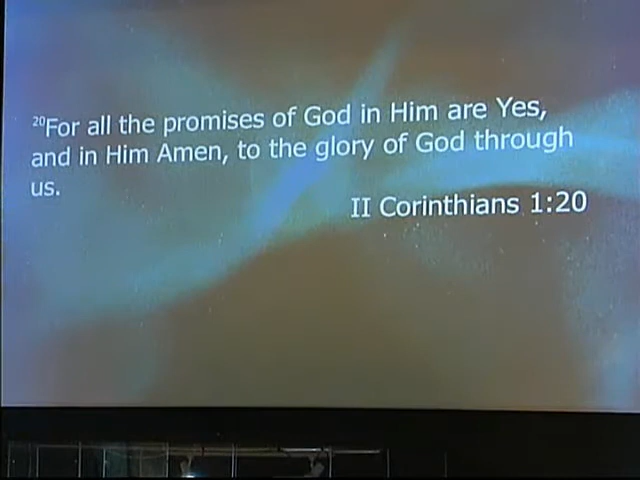 ²⁰For all the promises of God in Him are Yes,
and in Him Amen, to the glory of God through
us.
II Corinthians 1:20